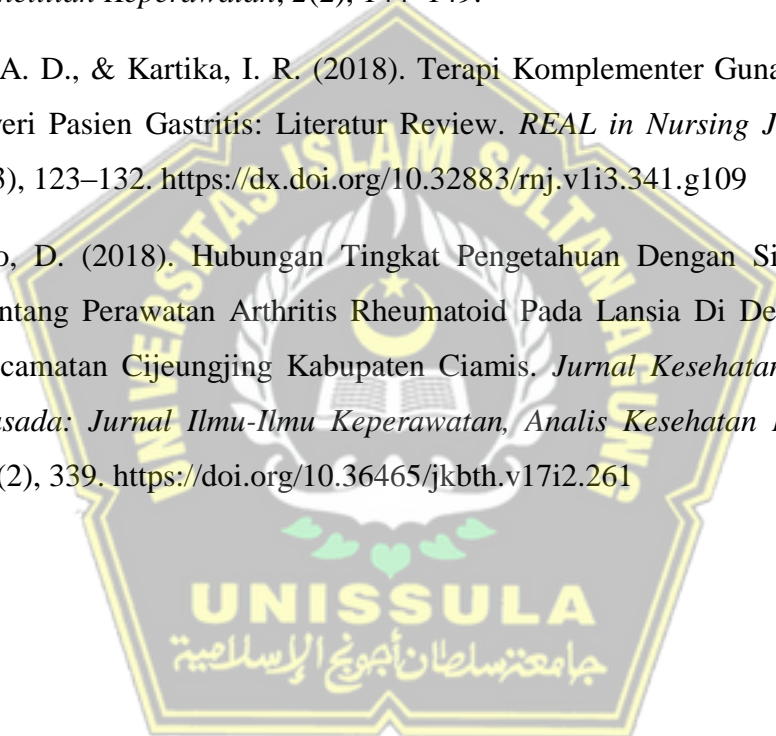 Keperawatan, 2(2), 144–149.
A. D., & Kartika, I. R. (2018). Terapi Komplementer Guna
eri Pasien Gastritis: Literatur Review. REAL in Nursing J
), 123–132. https://dx.doi.org/10.32883/rnj.v1i3.341.g109
o, D. (2018). Hubungan Tingkat Pengetahuan Dengan Si
ntang Perawatan Arthritis Rheumatoid Pada Lansia Di De
camatan Cijeungjing Kabupaten Ciamis. Jurnal Kesehatan
sada: Jurnal Ilmu-Ilmu Keperawatan, Analis Kesehatan
(2), 339. https://doi.org/10.36465/jkbth.v17i2.261
UNIVERSITAS ISLAM SULTAN AGUNG
UNISSULA
جامعة سلطان أجونج الإسلامية